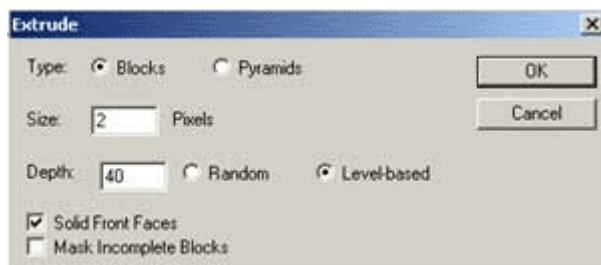 Extrude
Type: Blocks Pyramids OK
Size: 2 Pixels Cancel
Depth: 40 Random Level-based
Solid Front Faces
Mask Incomplete Blocks